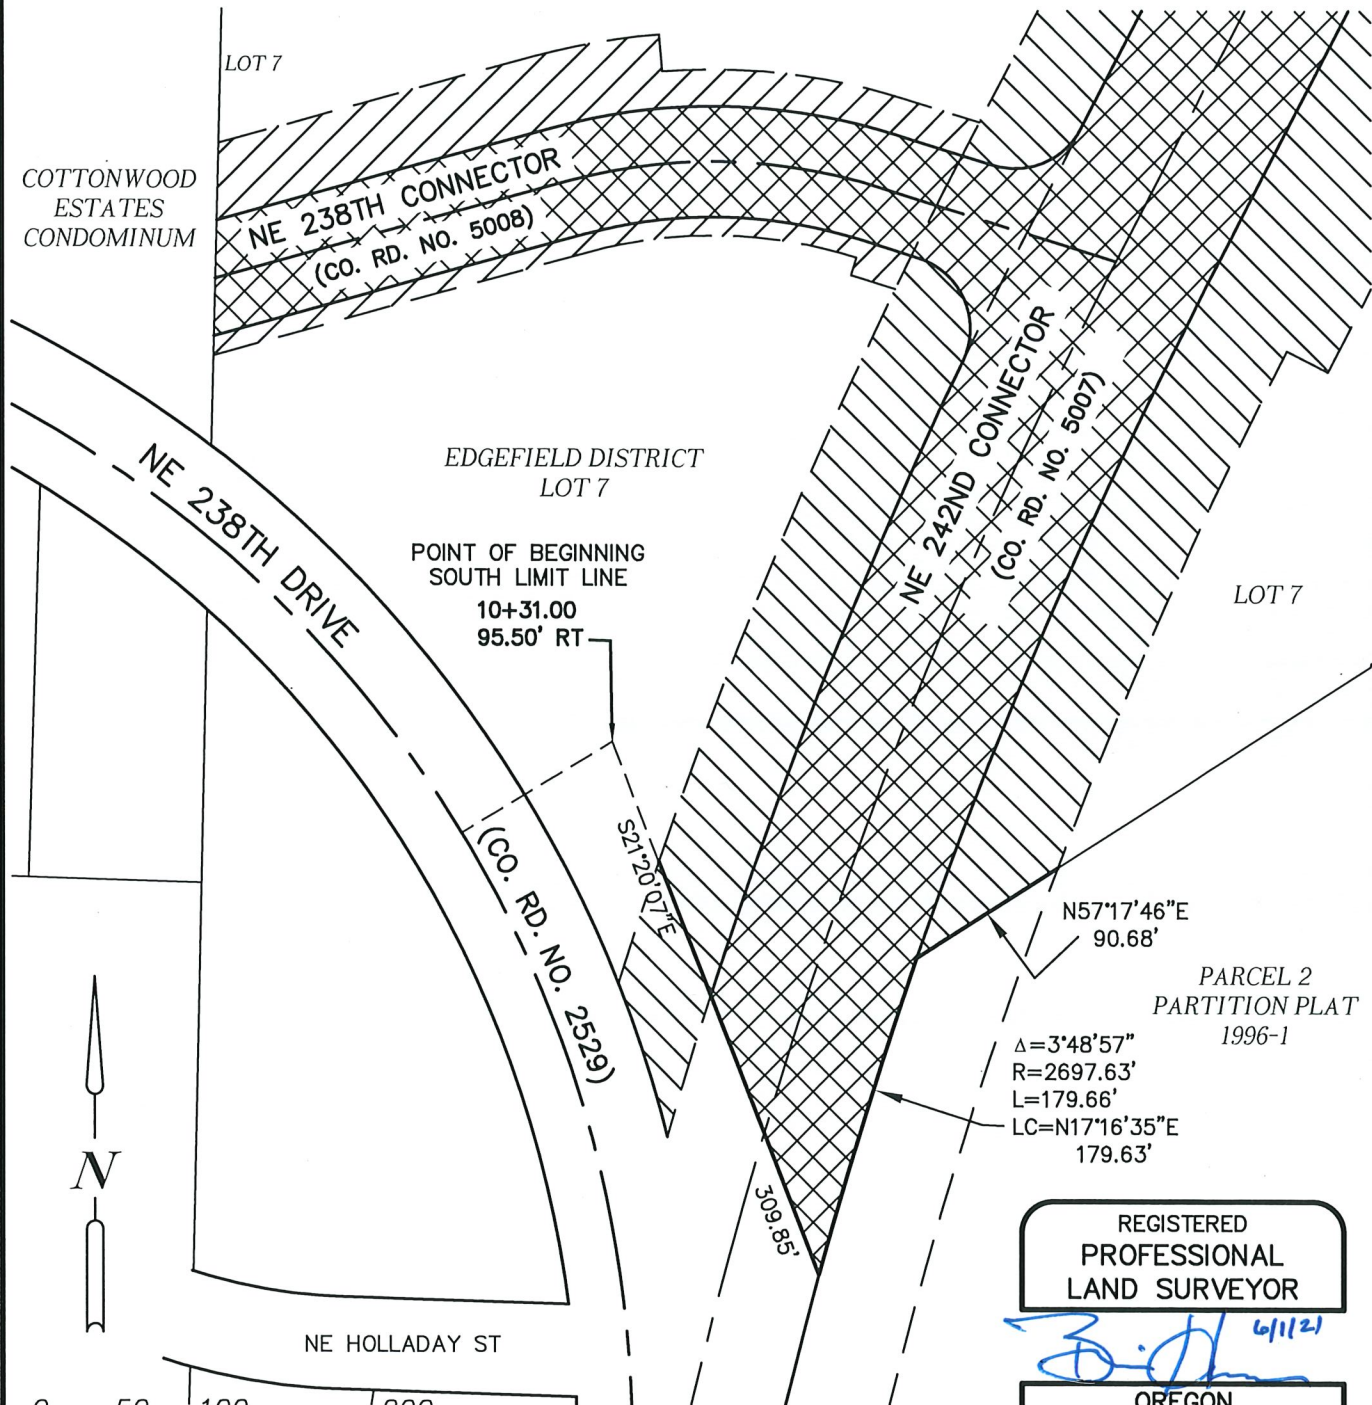 LOT 7
COTTONWOOD
ESTATES
CONDOMINUM
NE 238TH CONNECTOR
(CO. RD. NO. 5008)
NE 242ND CONNECTOR
(CO. RD. NO. 5007)
NE 238TH DRIVE
EDGEFIELD DISTRICT
LOT 7
POINT OF BEGINNING
SOUTH LIMIT LINE
10+31.00
95.50' RT
LOT 7
S21°20'07"E
(CO. RD. NO. 2529)
N57°17'46"E
90.68'
PARCEL 2
PARTITION PLAT
1996-1
Δ=3°48'57"
R=2697.63'
L=179.66'
LC=N17°16'35"E
179.63'
309.85'
N
NE HOLLADAY ST
REGISTERED
PROFESSIONAL
LAND SURVEYOR
6/1/21
OREGON
0 50 100 200